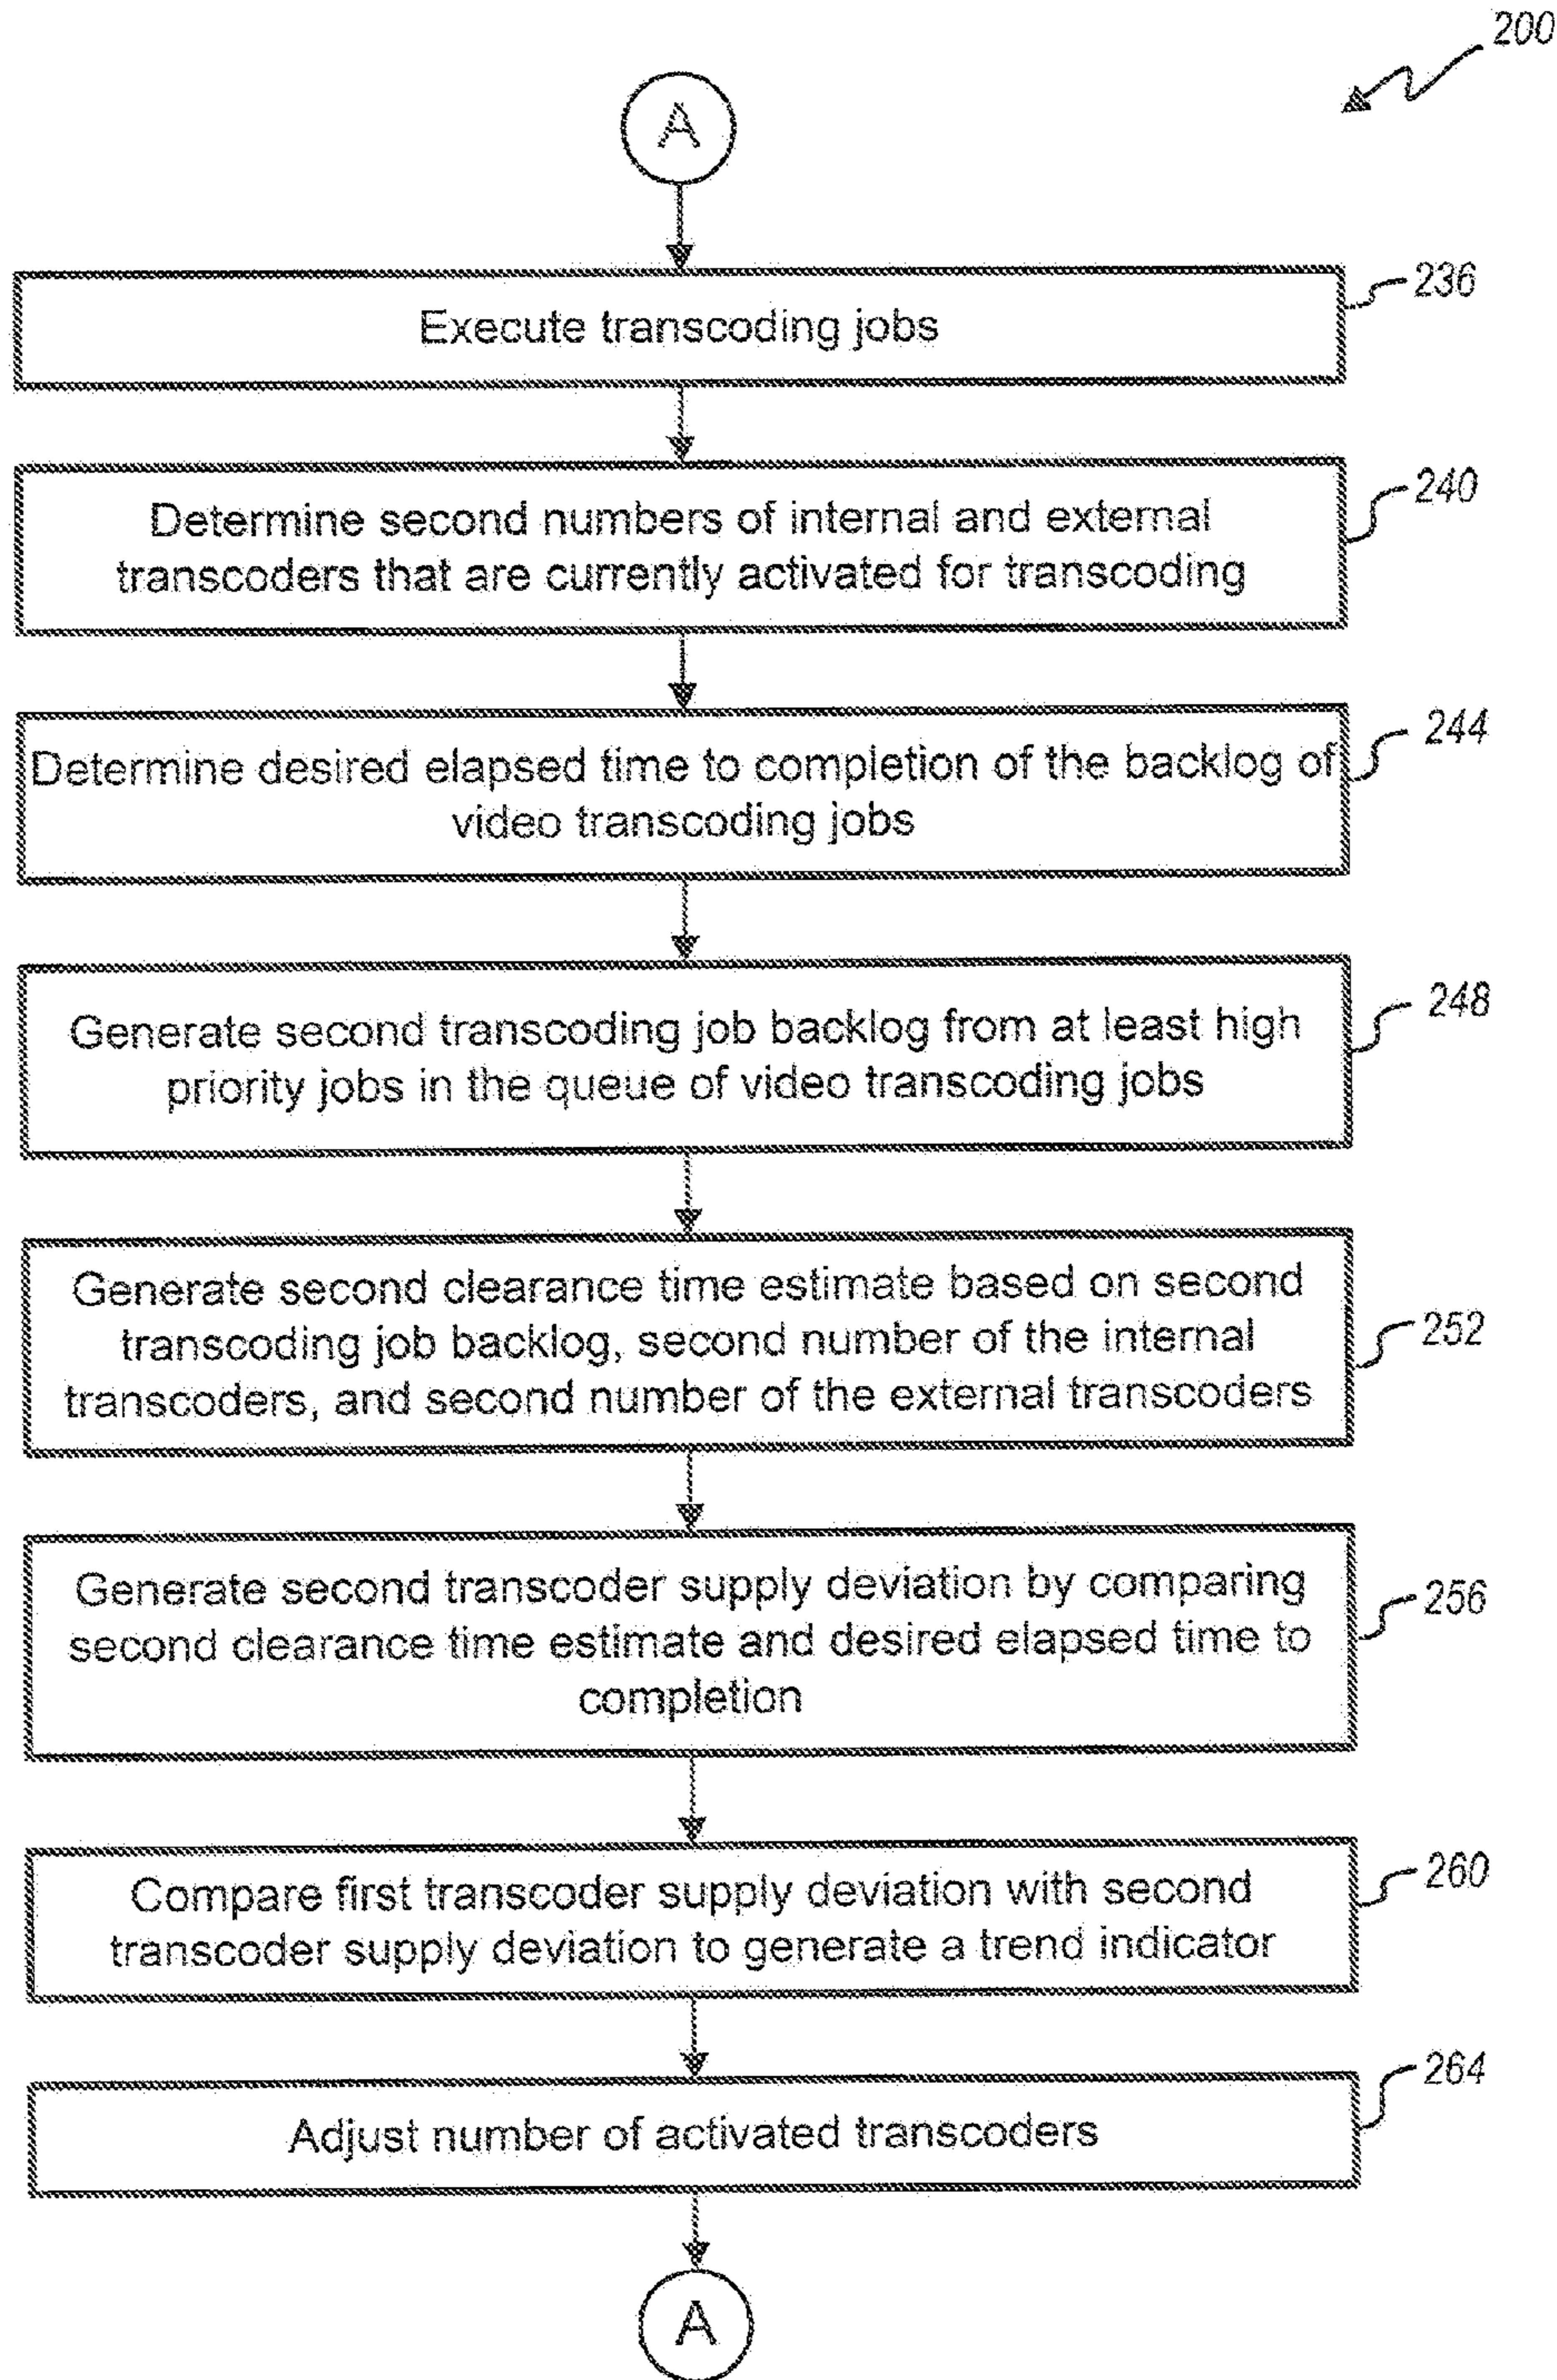 200
A
Execute transcoding jobs
236
Determine second numbers of internal and external
transcoders that are currently activated for transcoding
240
Determine desired elapsed time to completion of the backlog of
video transcoding jobs
244
Generate second transcoding job backlog from at least high
priority jobs in the queue of video transcoding jobs
248
Generate second clearance time estimate based on second
transcoding job backlog, second number of the internal
transcoders, and second number of the external transcoders
252
Generate second transcoder supply deviation by comparing
second clearance time estimate and desired elapsed time to
completion
256
Compare first transcoder supply deviation with second
transcoder supply deviation to generate a trend indicator
260
Adjust number of activated transcoders
264
A